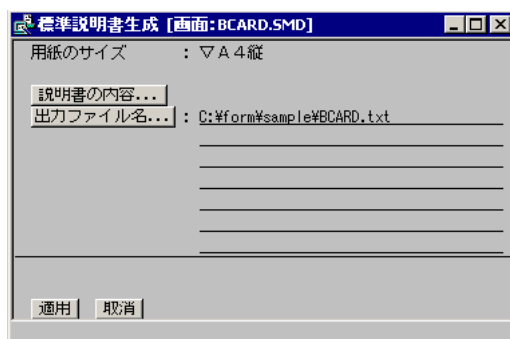 標準説明書生成 [画面:BCARD.SMD]
用紙のサイズ : ▽A4縦
説明書の内容...
出力ファイル名... : C:¥form¥sample¥BCARD.txt
適用 取消